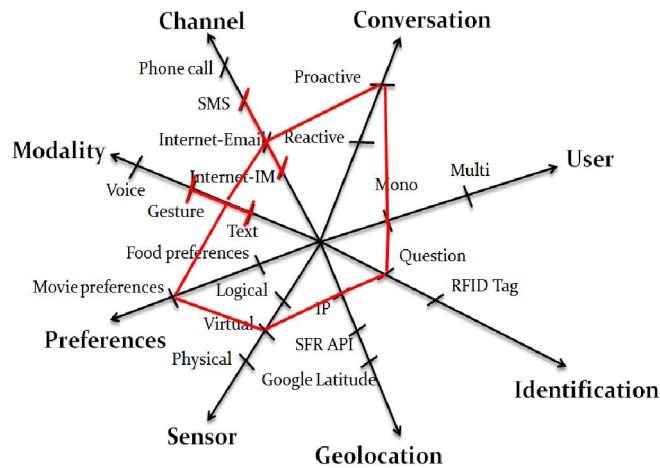 Channel
Conversation
Phone call
Proactive
SMS
Internet-Email
Reactive
Modality
Internet-IM
Multi
User
Voice
Mono
Gesture
Text
Food preferences
Question
Movie preferences
Logical
RFID Tag
IP
Virtual
Preferences
SFR API
Physical
Google Latitude
Identification
Sensor
Geolocation